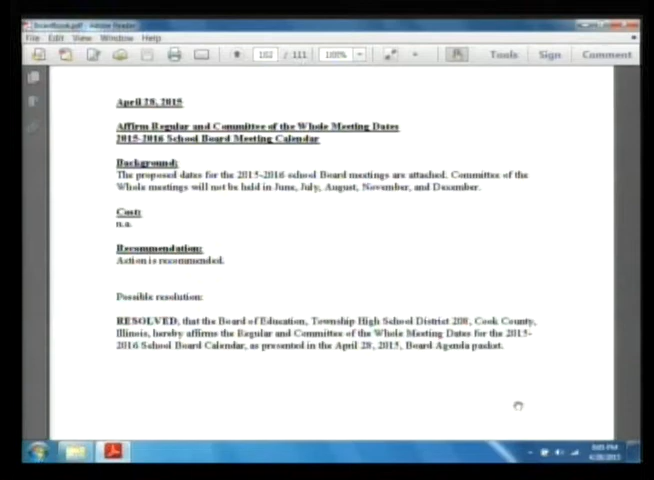 File Edit View Window Help
/ 111
Tools Sign Comment
April 28, 2015
Affirm Regular and Committee of the Whole Meeting Dates
2015-2016 School Board Meeting Calendar
Background:
The proposed dates for the 2015-2016 school Board meetings are attached. Committee of the
Whole meetings will not be held in June, July, August, November, and December.
Cost:
n.a.
Recommendation:
Action is recommended.
Possible resolution:
RESOLVED, that the Board of Education, Township High School District 208, Cook County,
Illinois, hereby affirms the Regular and Committee of the Whole Meeting Dates for the 2015-
2016 School Board Calendar, as presented in the April 28, 2015, Board Agenda packet.